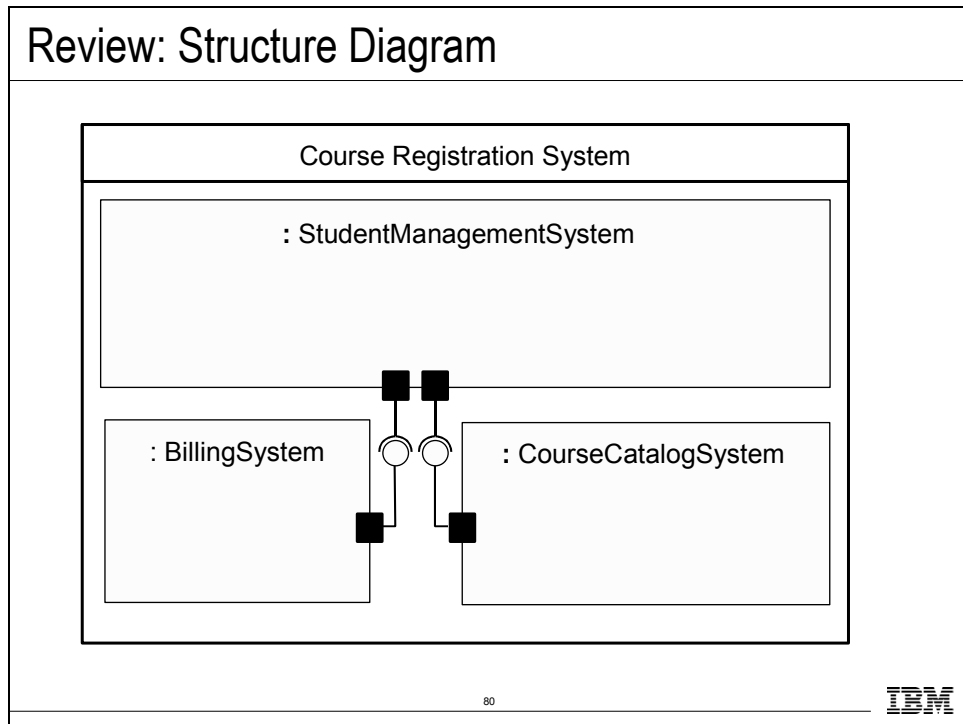 Review: Structure Diagram
Course Registration System
: StudentManagementSystem
: BillingSystem
: CourseCatalogSystem
80
IBM